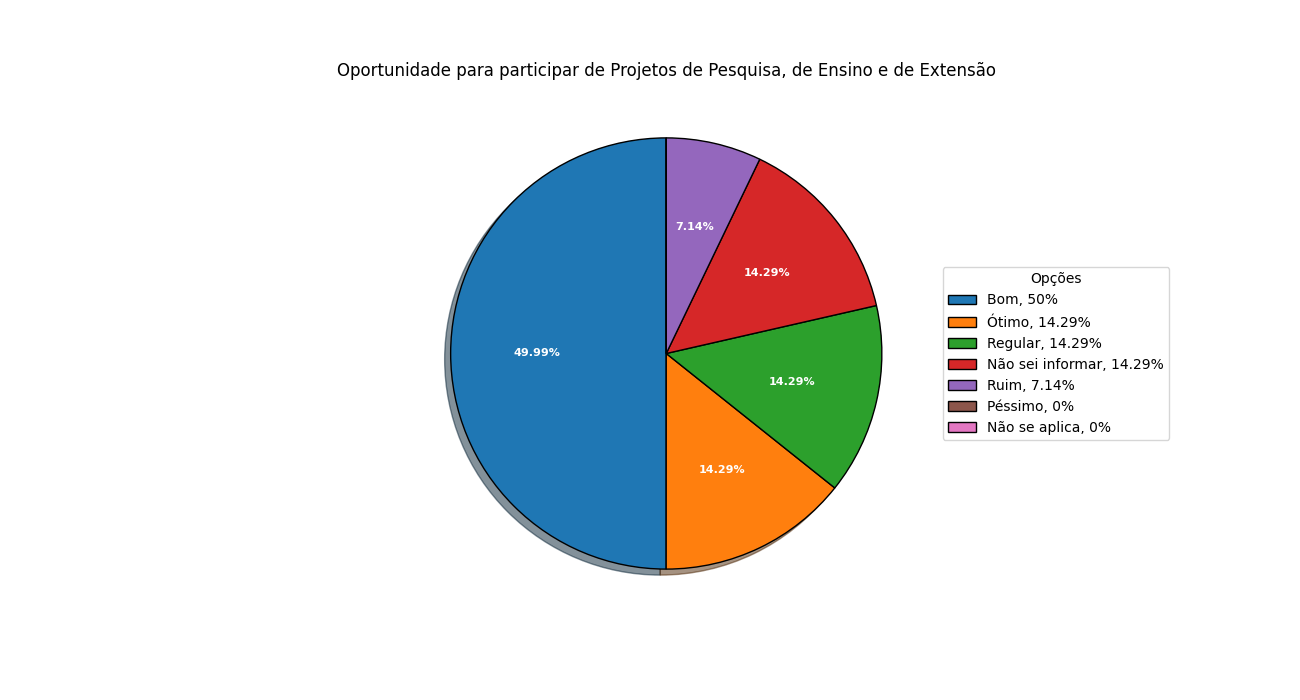 Oportunidade para participar de Projetos de Pesquisa, de Ensino e de Extensão
7.14%
14.29%
49.99%
14.29%
14.29%
Opções
Bom, 50%
Ótimo, 14.29%
Regular, 14.29%
Não sei informar, 14.29%
Ruim, 7.14%
Péssimo, 0%
Não se aplica, 0%